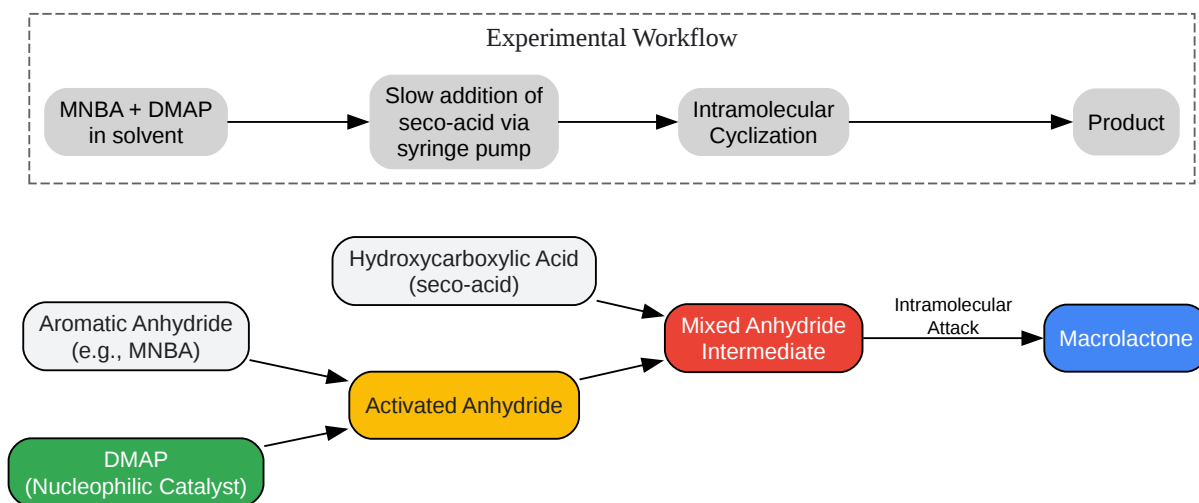 Experimental Workflow
MNBA + DMAP
in solvent
Slow addition of
seco-acid via
syringe pump
Intramolecular
Cyclization
Product
Hydroxycarboxylic Acid
(seco-acid)
Aromatic Anhydride
(e.g., MNBA)
Mixed Anhydride
Intermediate
Intramolecular
Attack
Macrolactone
Activated Anhydride
DMAP
(Nucleophilic Catalyst)